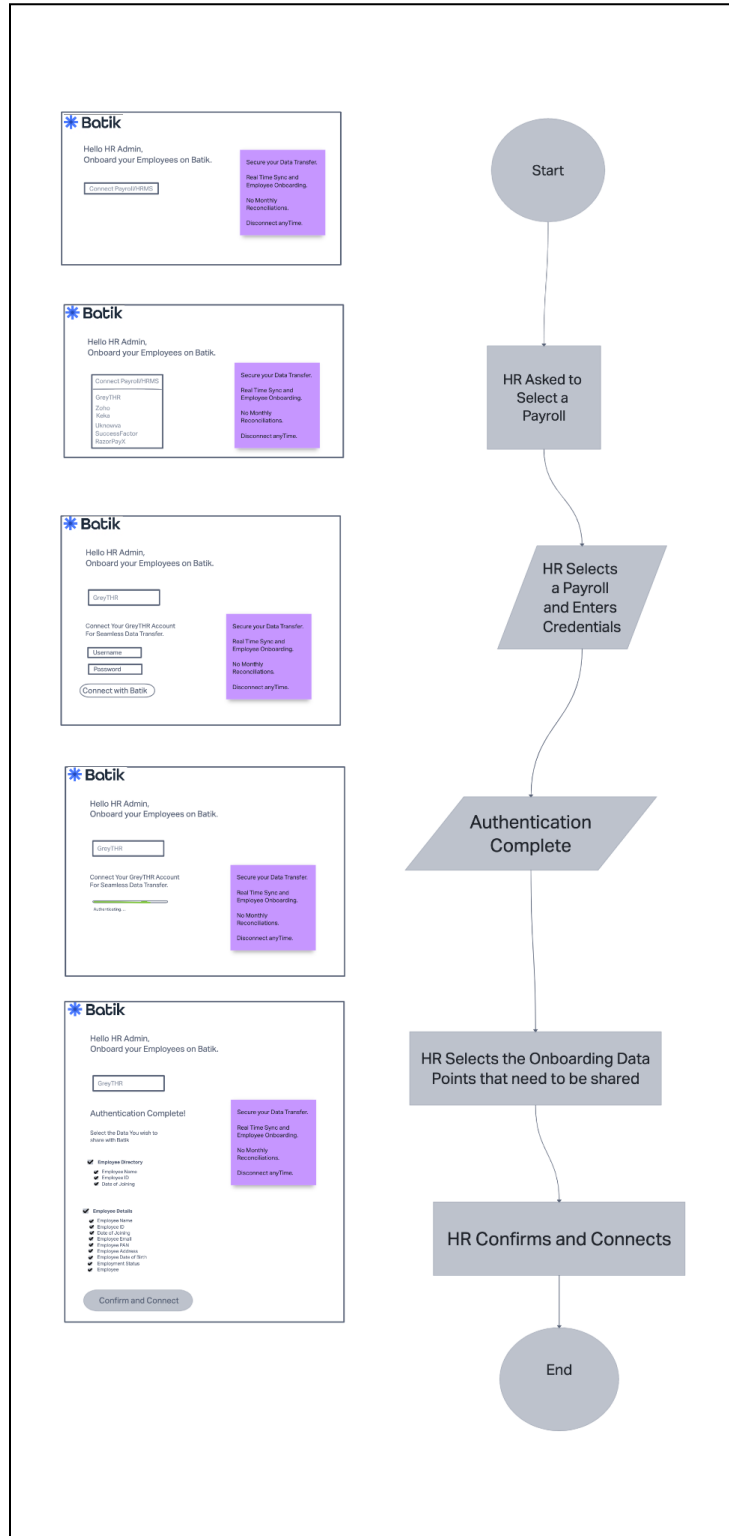 Batik
Hello HR Admin,
Onboard your Employees on Batik.
Connect Payroll/HRMS
Secure your Data Transfer.
Real Time Sync and
Employee Onboarding.
No Monthly
Reconciliations.
Disconnect anyTime.
Start
Batik
Hello HR Admin,
Onboard your Employees on Batik.
Connect Payroll/HRMS
GreyTHR
Zoho
Keka
Uknowva
SuccessFactor
RazorPayX
Secure your Data Transfer.
Real Time Sync and
Employee Onboarding.
No Monthly
Reconciliations.
Disconnect anyTime.
HR Asked to
Select a
Payroll
Batik
Hello HR Admin,
Onboard your Employees on Batik.
GreyTHR
Connect Your GreyTHR Account
For Seamless Data Transfer.
Username
Password
Connect with Batik
Secure your Data Transfer.
Real Time Sync and
Employee Onboarding.
No Monthly
Reconciliations.
Disconnect anyTime.
HR Selects
a Payroll
and Enters
Credentials
Batik
Hello HR Admin,
Onboard your Employees on Batik.
GreyTHR
Connect Your GreyTHR Account
For Seamless Data Transfer.
Authenticating....
Secure your Data Transfer.
Real Time Sync and
Employee Onboarding.
No Monthly
Reconciliations.
Disconnect anyTime.
Authentication
Complete
Batik
Hello HR Admin,
Onboard your Employees on Batik.
GreyTHR
Authentication Complete!
Select the Data You wish to
share with Batik
Employee Directory
Employee Name
Employee ID
Date of Joining
Employee Details
Employee Name
Employee ID
Date of Joining
Employee Email
Employee PAN
Employee Address
Employee Date of Birth
Employment Status
Employee
Confirm and Connect
Secure your Data Transfer.
Real Time Sync and
Employee Onboarding.
No Monthly
Reconciliations.
Disconnect anyTime.
HR Selects the Onboarding Data
Points that need to be shared
HR Confirms and Connects
End